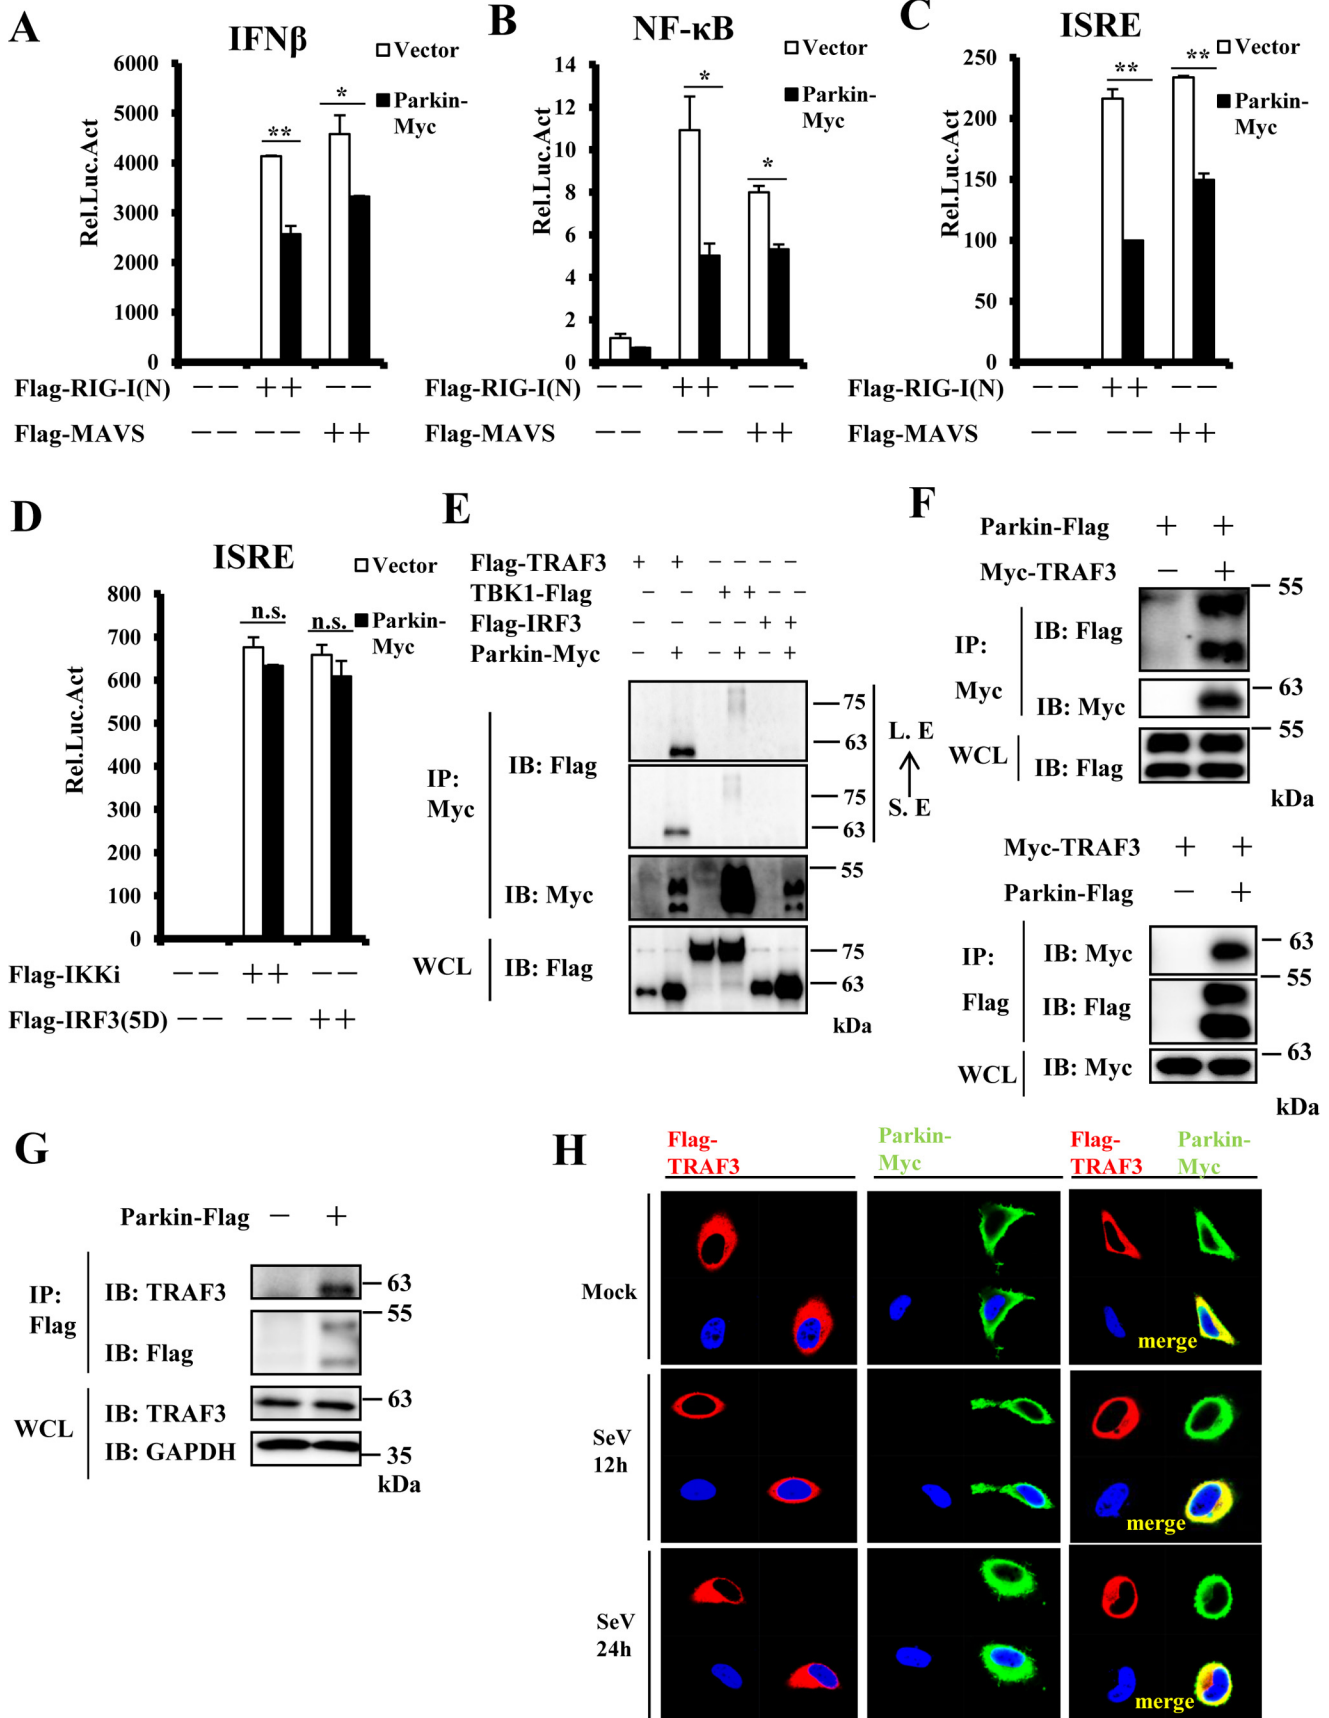 A
IFNβ
Vector
Parkin-
Myc
Rel.Luc.Act
6000
5000
4000
3000
2000
1000
0
**
*
Flag-RIG-I(N) — — + + — —
Flag-MAVS — — — — + +
B
NF-κB
Vector
Parkin-
Myc
Rel.Luc.Act
14
12
10
8
6
4
2
0
*
*
Flag-RIG-I(N) — — + + — —
Flag-MAVS — — — — + +
C
ISRE
Vector
Parkin-
Myc
Rel.Luc.Act
250
200
150
100
50
0
**
**
Flag-RIG-I(N) — — + + — —
Flag-MAVS — — — — + +
D
ISRE
Vector
Parkin-
Myc
Rel.Luc.Act
800
700
600
500
400
300
200
100
0
n.s.
n.s.
Flag-IKKi — — + + — —
Flag-IRF3(5D) — — — — + +
E
Flag-TRAF3 + + — — — —
TBK1-Flag — — + + — —
Flag-IRF3 — — — — + +
Parkin-Myc — + — + — +
IP:
Myc
IB: Flag
75
63
75
63
L. E
S. E
IB: Myc
55
WCL
IB: Flag
75
63
kDa
F
Parkin-Flag + +
Myc-TRAF3 — +
IP:
Myc
IB: Flag
55
IB: Myc
63
WCL
IB: Flag
55
kDa
Myc-TRAF3 + +
Parkin-Flag — +
IP:
Flag
IB: Myc
63
IB: Flag
55
WCL
IB: Myc
63
kDa
G
Parkin-Flag — +
IP:
Flag
IB: TRAF3
63
IB: Flag
55
WCL
IB: TRAF3
63
IB: GAPDH
35
kDa
H
Flag-
TRAF3
Parkin-
Myc
Flag-
TRAF3
Parkin-
Myc
Mock
merge
SeV
12h
merge
SeV
24h
merge